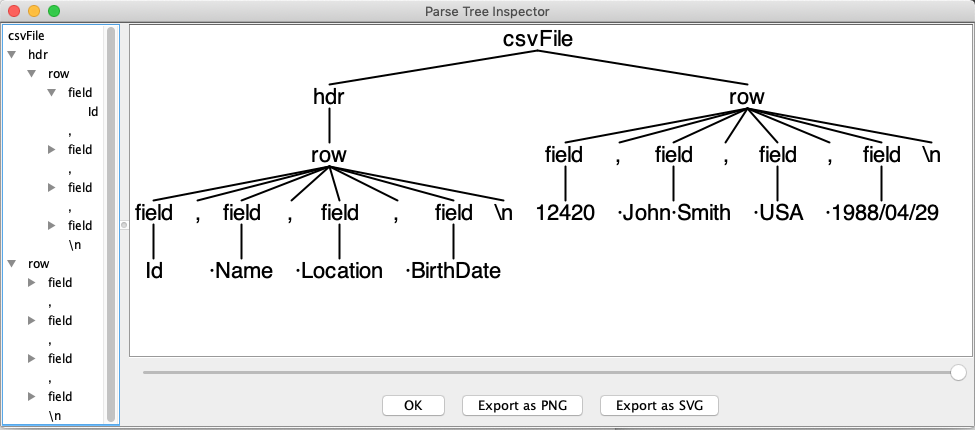 Parse Tree Inspector
csvFile
hdr
row
field
Id
,
field
,
field
,
field
\n
row
field
,
field
,
field
,
field
\n
csvFile
hdr row
row field , field , field , field \n
field , field , field , field \n 12420 ·John·Smith ·USA ·1988/04/29
Id ·Name ·Location ·BirthDate
OK Export as PNG Export as SVG